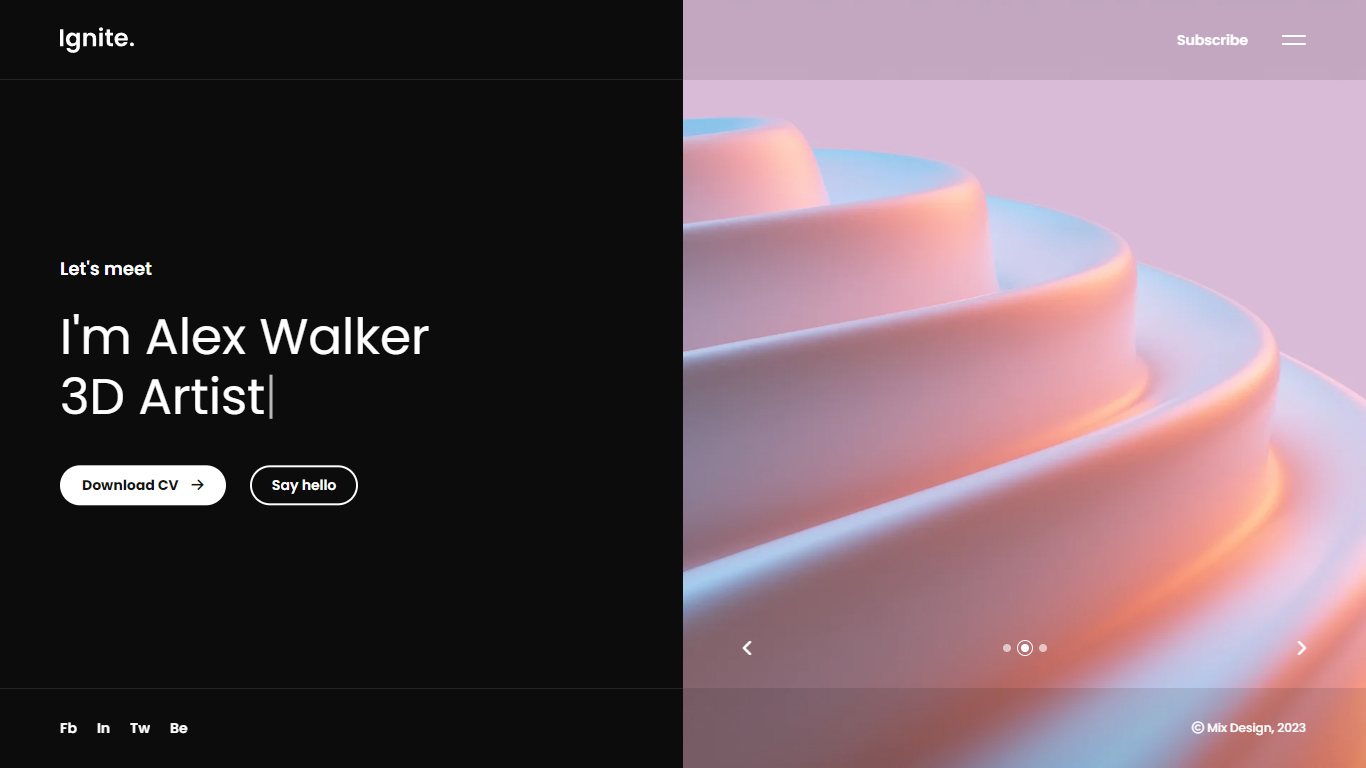 Ignite.
Subscribe
Let's meet
I'm Alex Walker
3D Artist
Download CV
Say hello
Fb In Tw Be
© Mix Design, 2023